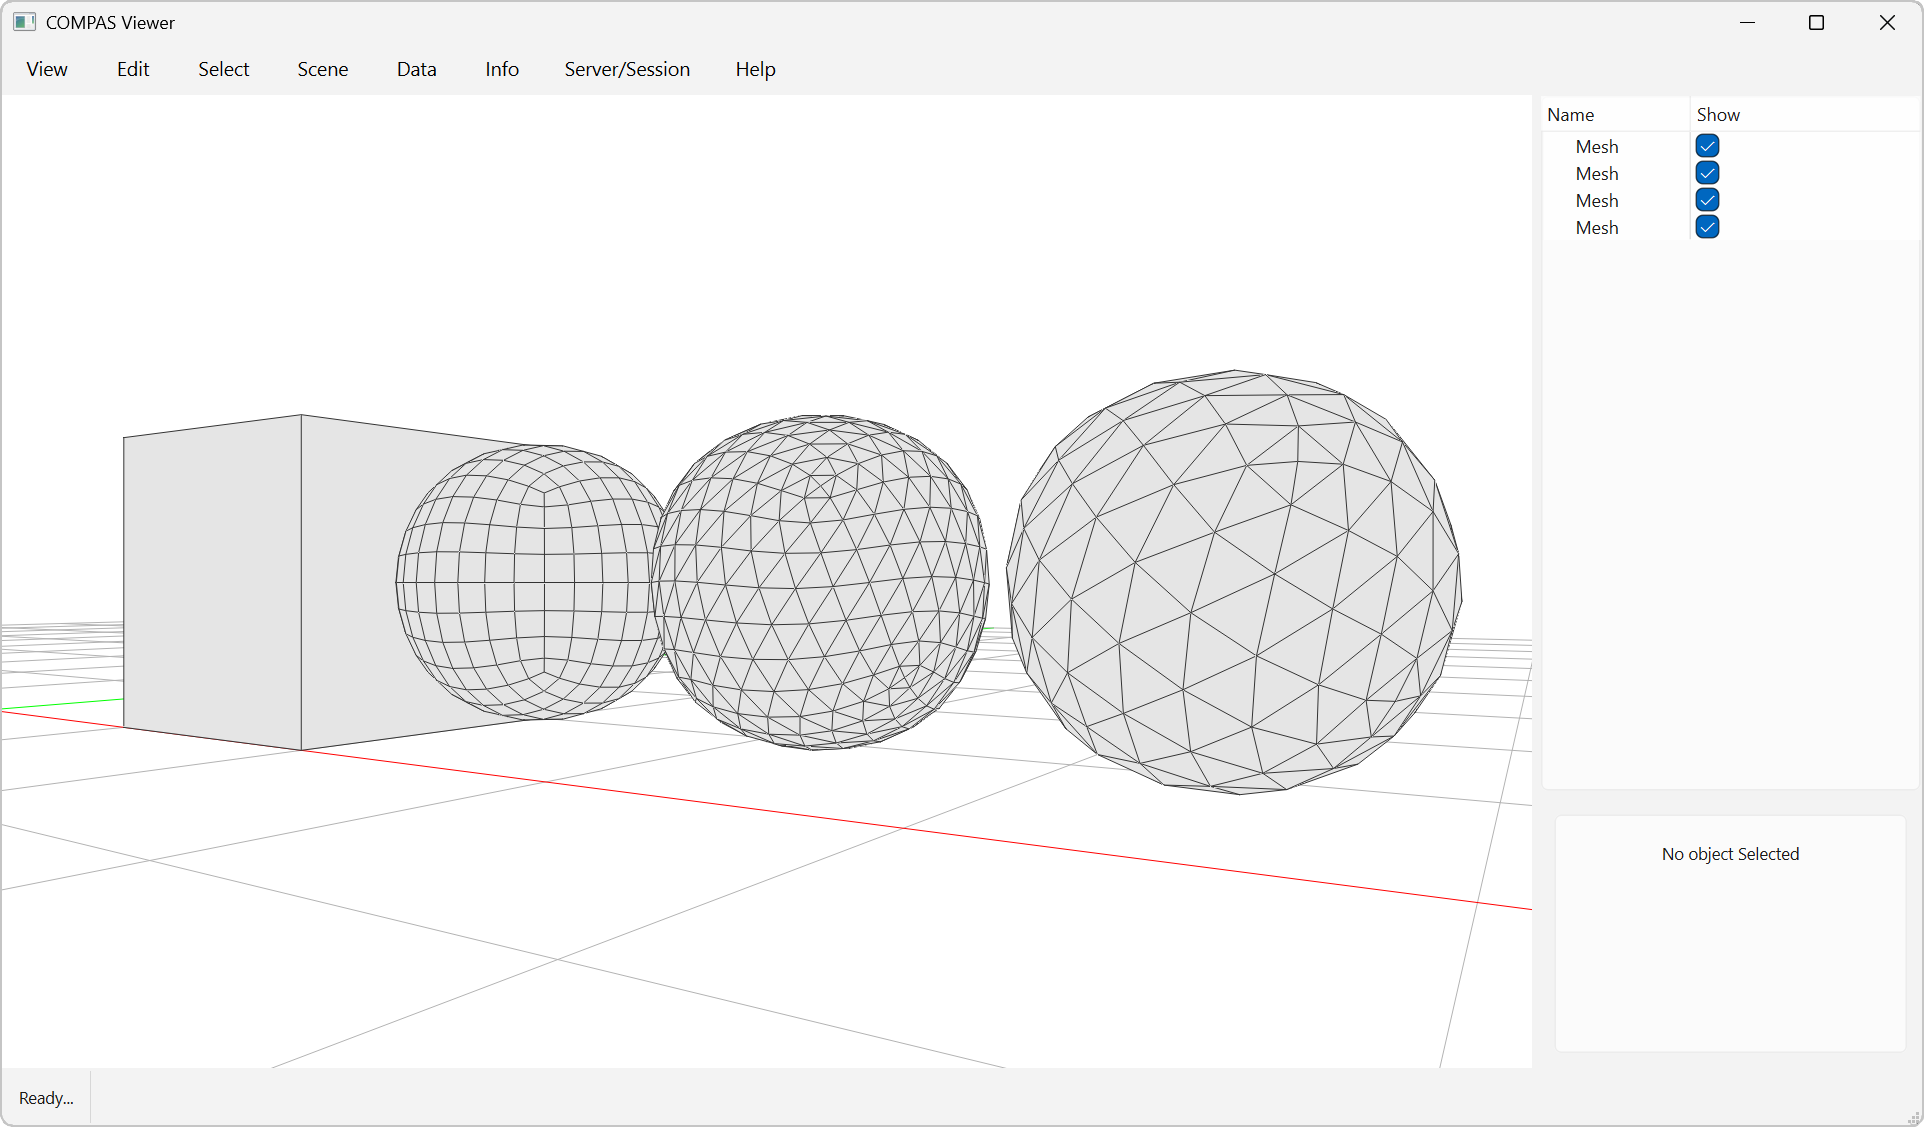 COMPAS Viewer
View Edit Select Scene Data Info Server/Session Help
Name Show
Mesh
Mesh
Mesh
Mesh
No object Selected
Ready...